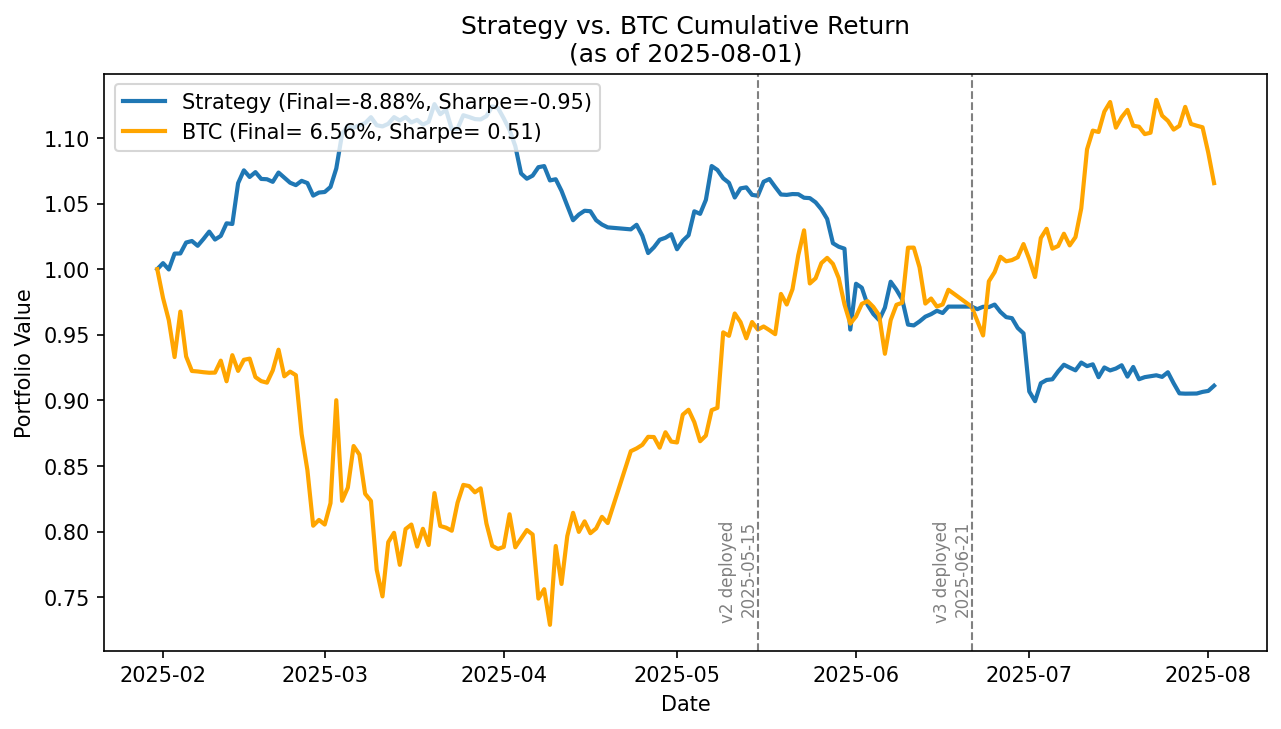 Strategy vs. BTC Cumulative Return
(as of 2025-08-01)
Strategy (Final=-8.88%, Sharpe=-0.95)
BTC (Final= 6.56%, Sharpe= 0.51)
Portfolio Value
1.10
1.05
1.00
0.95
0.90
0.85
0.80
0.75
v2 deployed
2025-05-15
v3 deployed
2025-06-21
2025-02
2025-03
2025-04
2025-05
2025-06
2025-07
2025-08
Date